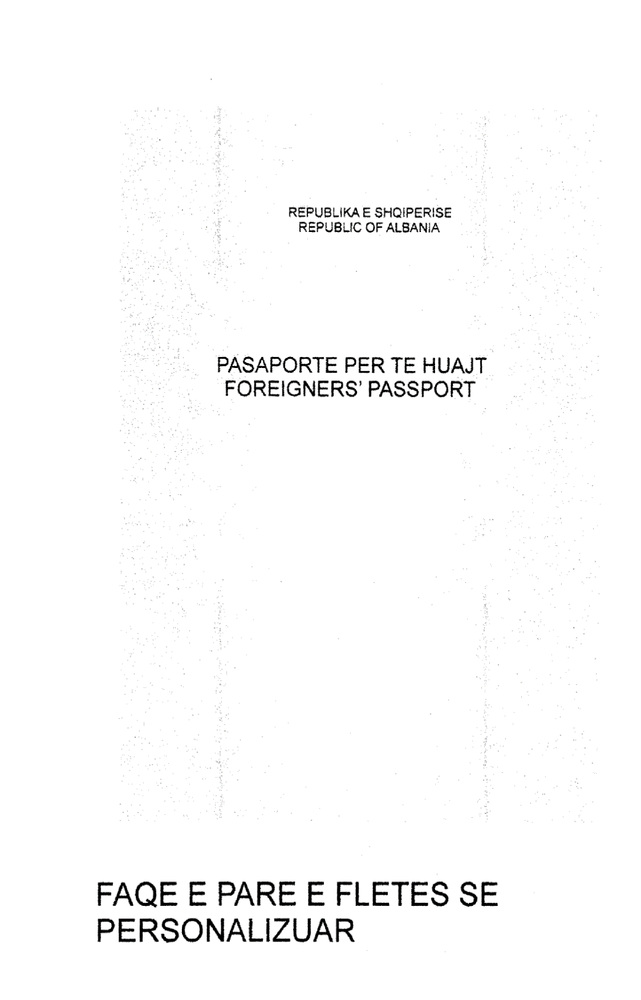 REPUBLIKA E SHQIPERISE
REPUBLIC OF ALBANIA
PASAPORTE PER TE HUAJT
FOREIGNERS' PASSPORT
FAQE E PARE E FLETES SE
PERSONALIZUAR